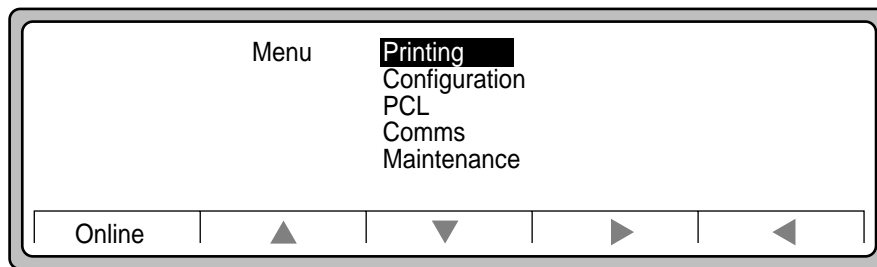 Menu Printing
Configuration
PCL
Comms
Maintenance
Online